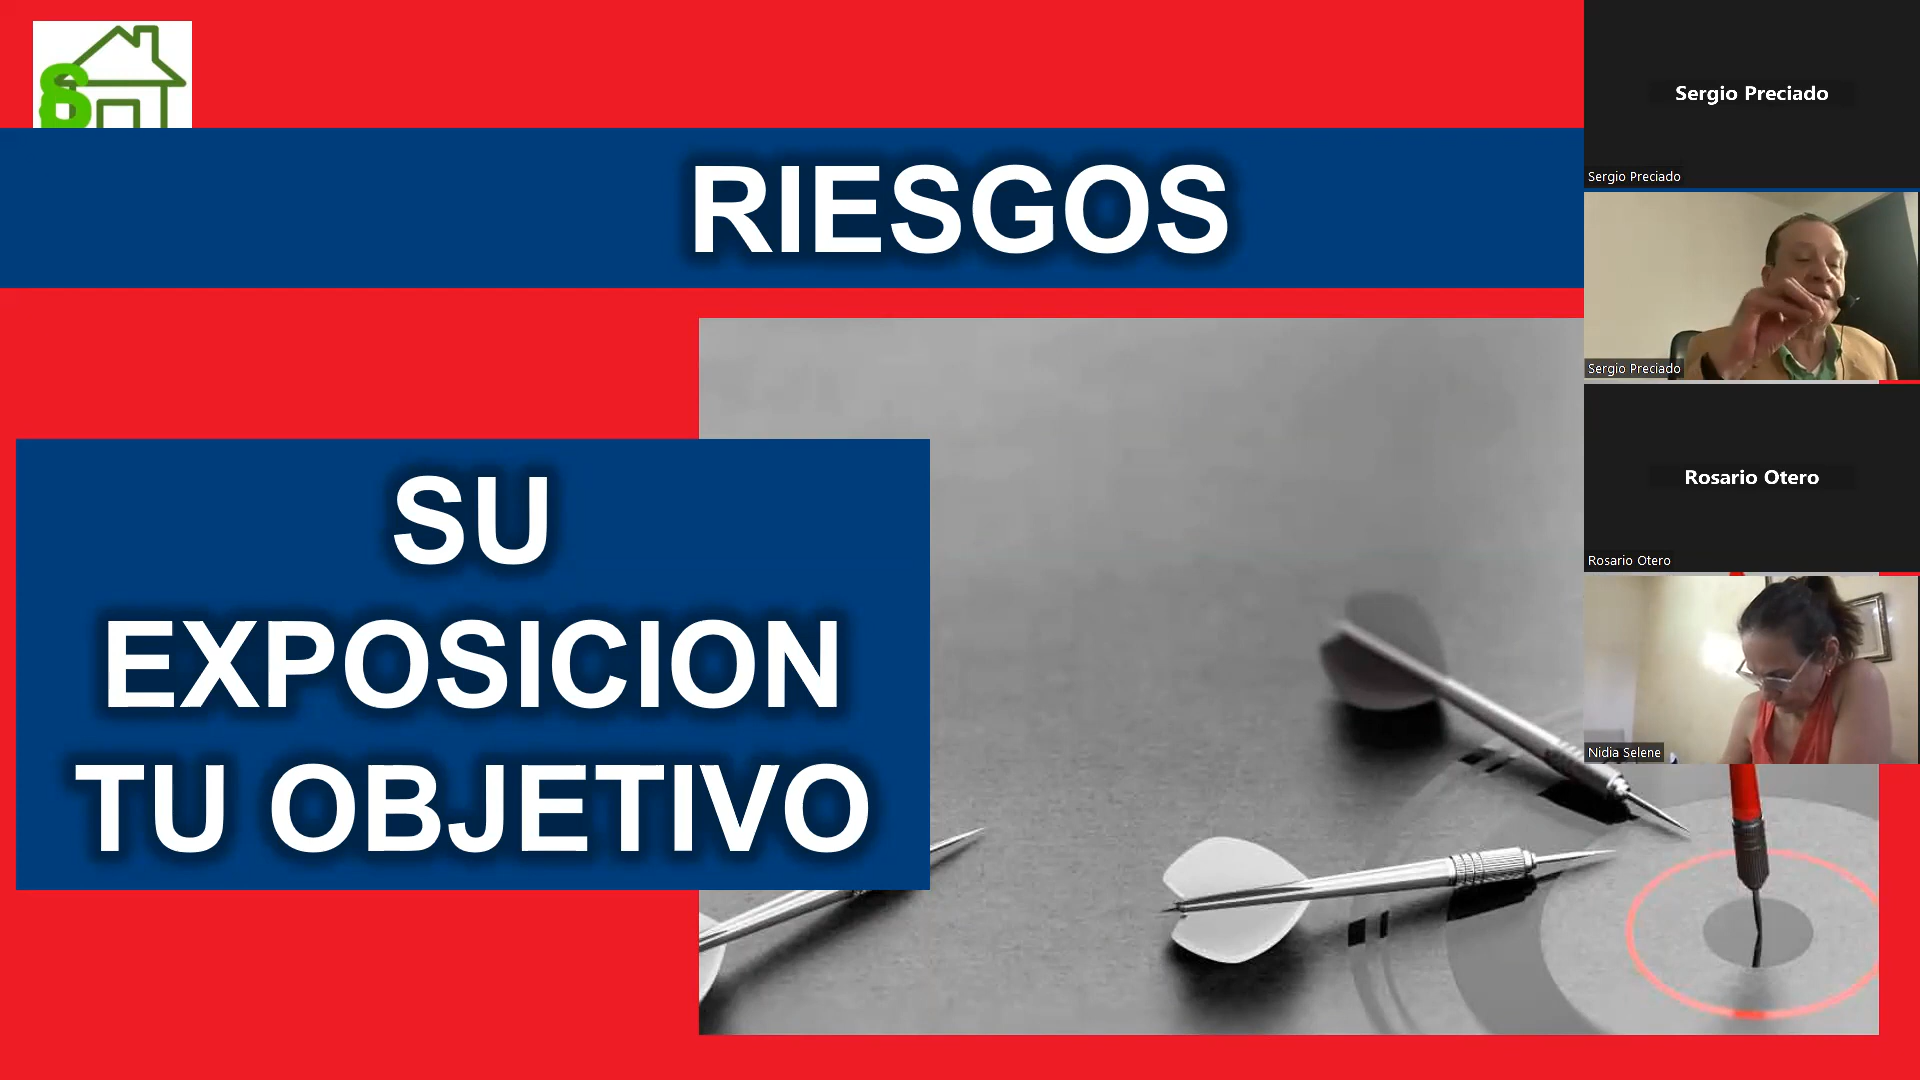 RIESGOS
SU
EXPOSICION
TU OBJETIVO
Sergio Preciado
Sergio Preciado
Sergio Preciado
Rosario Otero
Rosario Otero
Nidia Selene